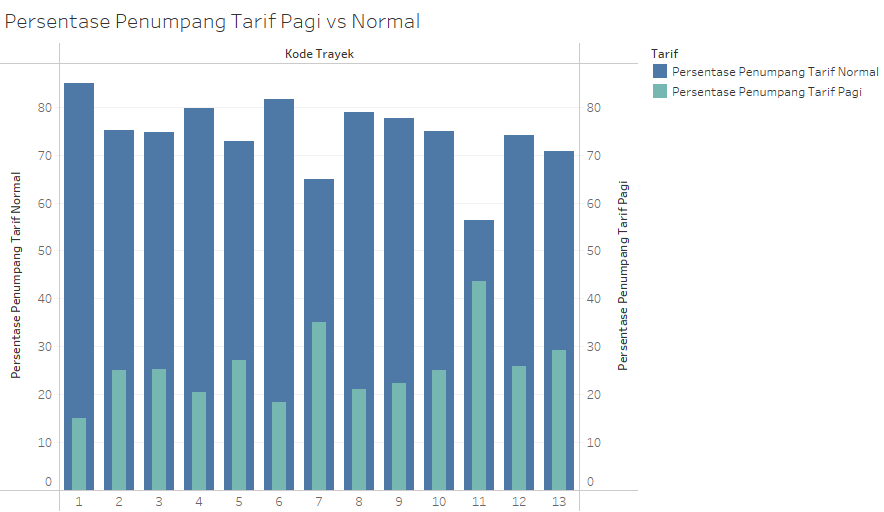 Persentase Penumpang Tarif Pagi vs Normal
Kode Trayek
Tarif
Persentase Penumpang Tarif Normal
Persentase Penumpang Tarif Pagi
Persentase Penumpang Tarif Normal
80
70
60
50
40
30
20
10
0
80
70
60
50
40
30
20
10
0
Persentase Penumpang Tarif Pagi
1 2 3 4 5 6 7 8 9 10 11 12 13